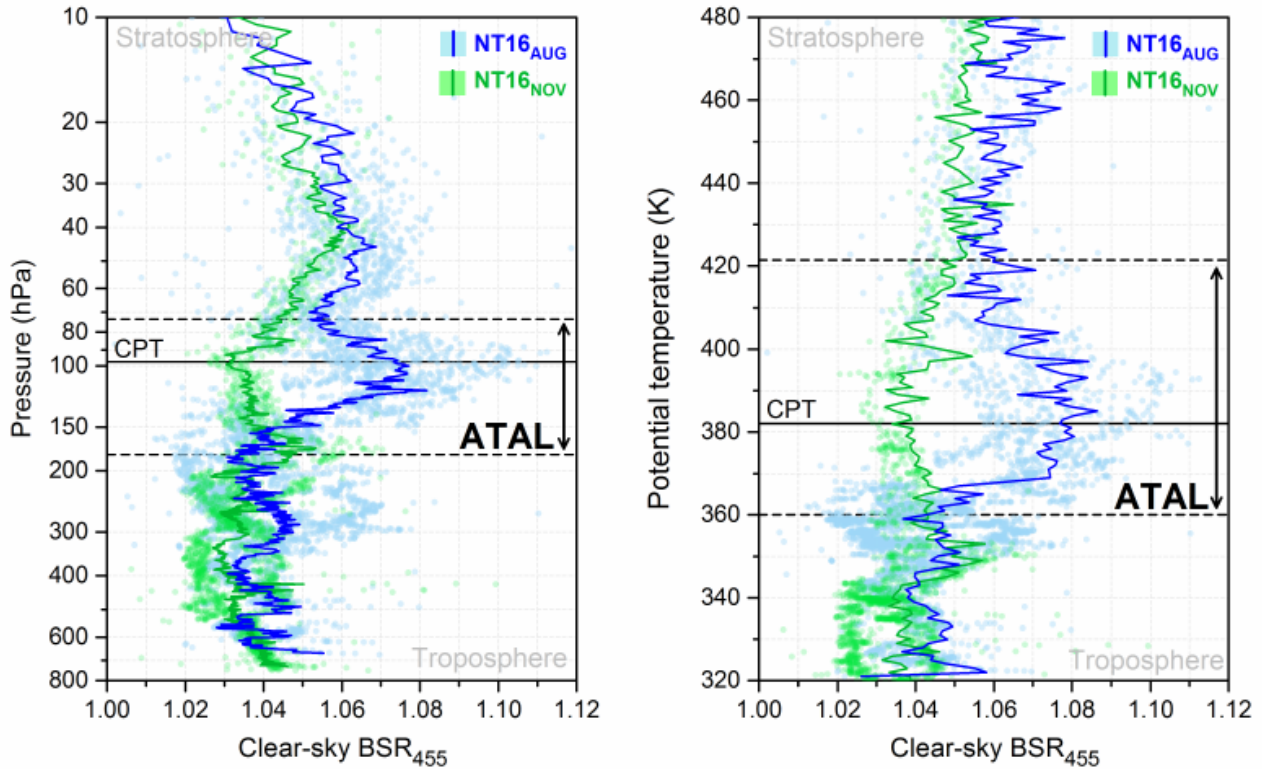 Stratosphere
NT16AUG
NT16NOV
CPT
ATAL
Troposphere
10
20
30
40
60
80
100
150
200
300
400
600
800
Pressure (hPa)
1.00 1.02 1.04 1.06 1.08 1.10 1.12
Clear-sky BSR455
Stratosphere
NT16AUG
NT16NOV
CPT
ATAL
Troposphere
480
460
440
420
400
380
360
340
320
Potential temperature (K)
1.00 1.02 1.04 1.06 1.08 1.10 1.12
Clear-sky BSR455